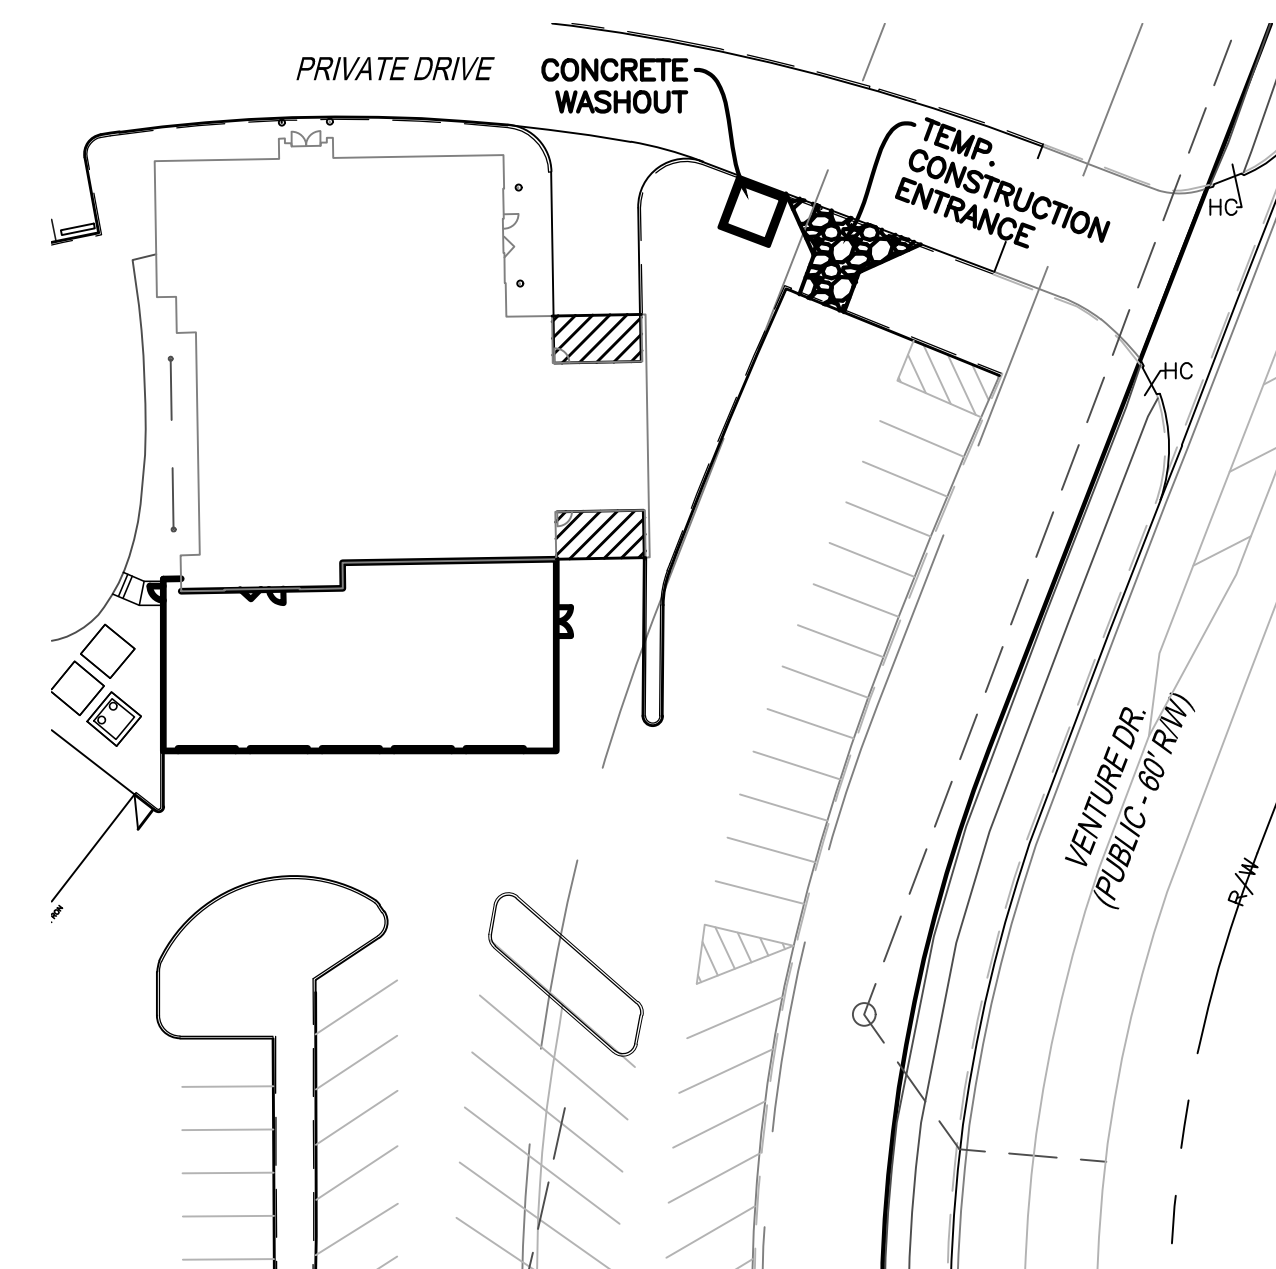 PRIVATE DRIVE
CONCRETE
WASHOUT
TEMP.
CONSTRUCTION
ENTRANCE
HC
HC
VENTURE DR.
(PUBLIC - 60' R/W)
R/W